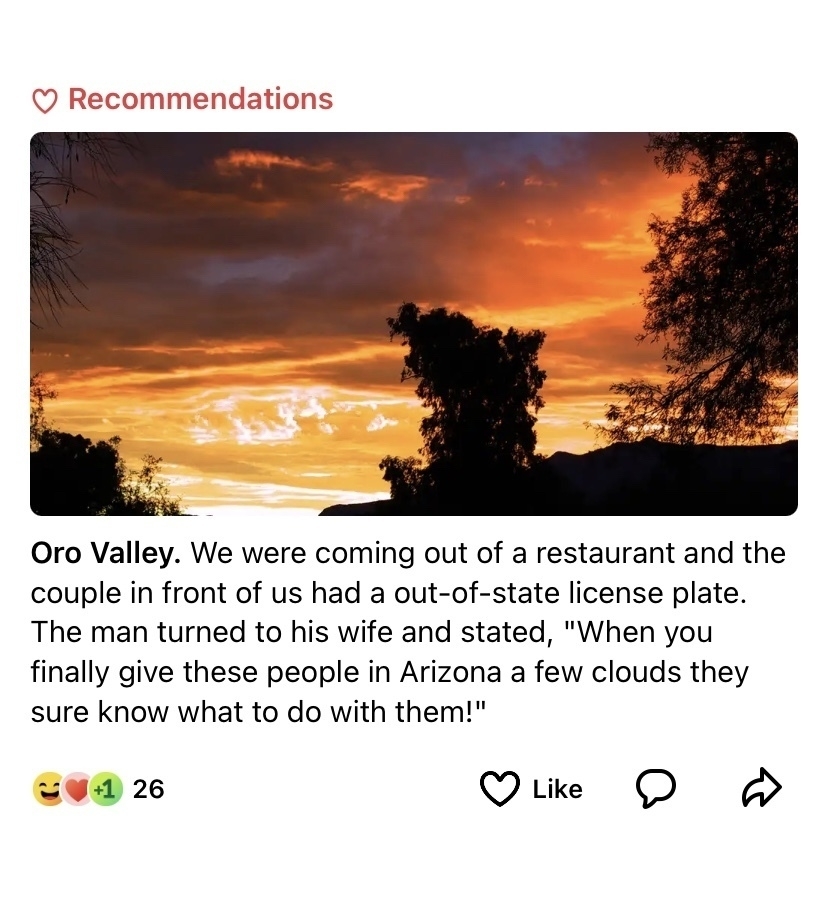 Recommendations
Oro Valley. We were coming out of a restaurant and the
couple in front of us had a out-of-state license plate.
The man turned to his wife and stated, "When you
finally give these people in Arizona a few clouds they
sure know what to do with them!"
+1 26 Like